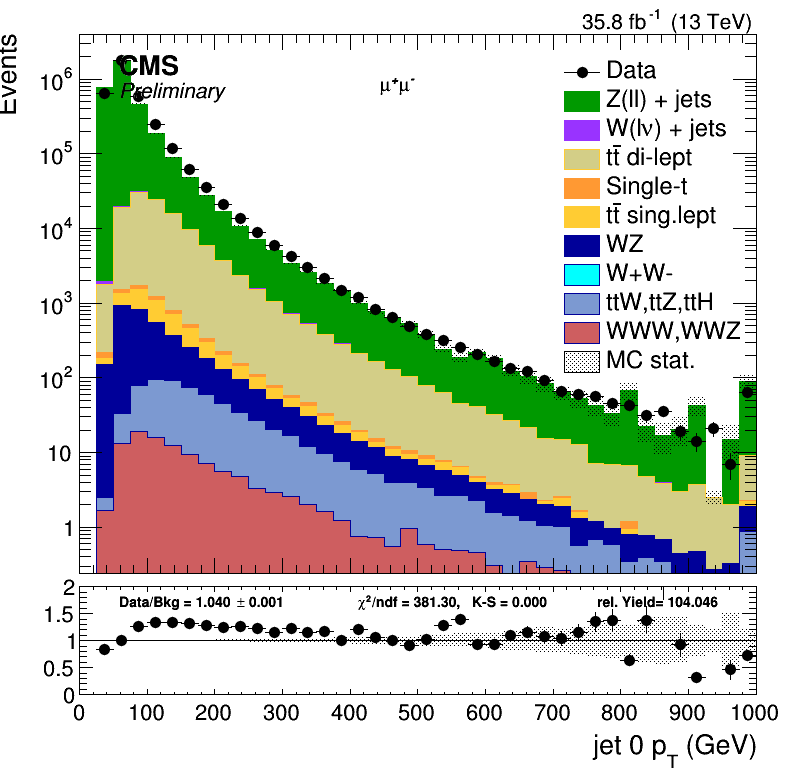 35.8 fb⁻¹ (13 TeV)
Events
CMS
Preliminary
μ⁺μ⁻
Data
Z(ll) + jets
W(lν) + jets
tt̄ di-lept
Single-t
tt̄ sing.lept
WZ
W+W-
ttW,ttZ,ttH
WWW,WWZ
MC stat.
10⁶
10⁵
10⁴
10³
10²
10
1
Data/Bkg = 1.040 ± 0.001 χ²/ndf = 381.30, K-S = 0.000 rel. Yield= 104.046
2
1.5
1
0.5
0
0 100 200 300 400 500 600 700 800 900 1000
jet 0 p_T (GeV)